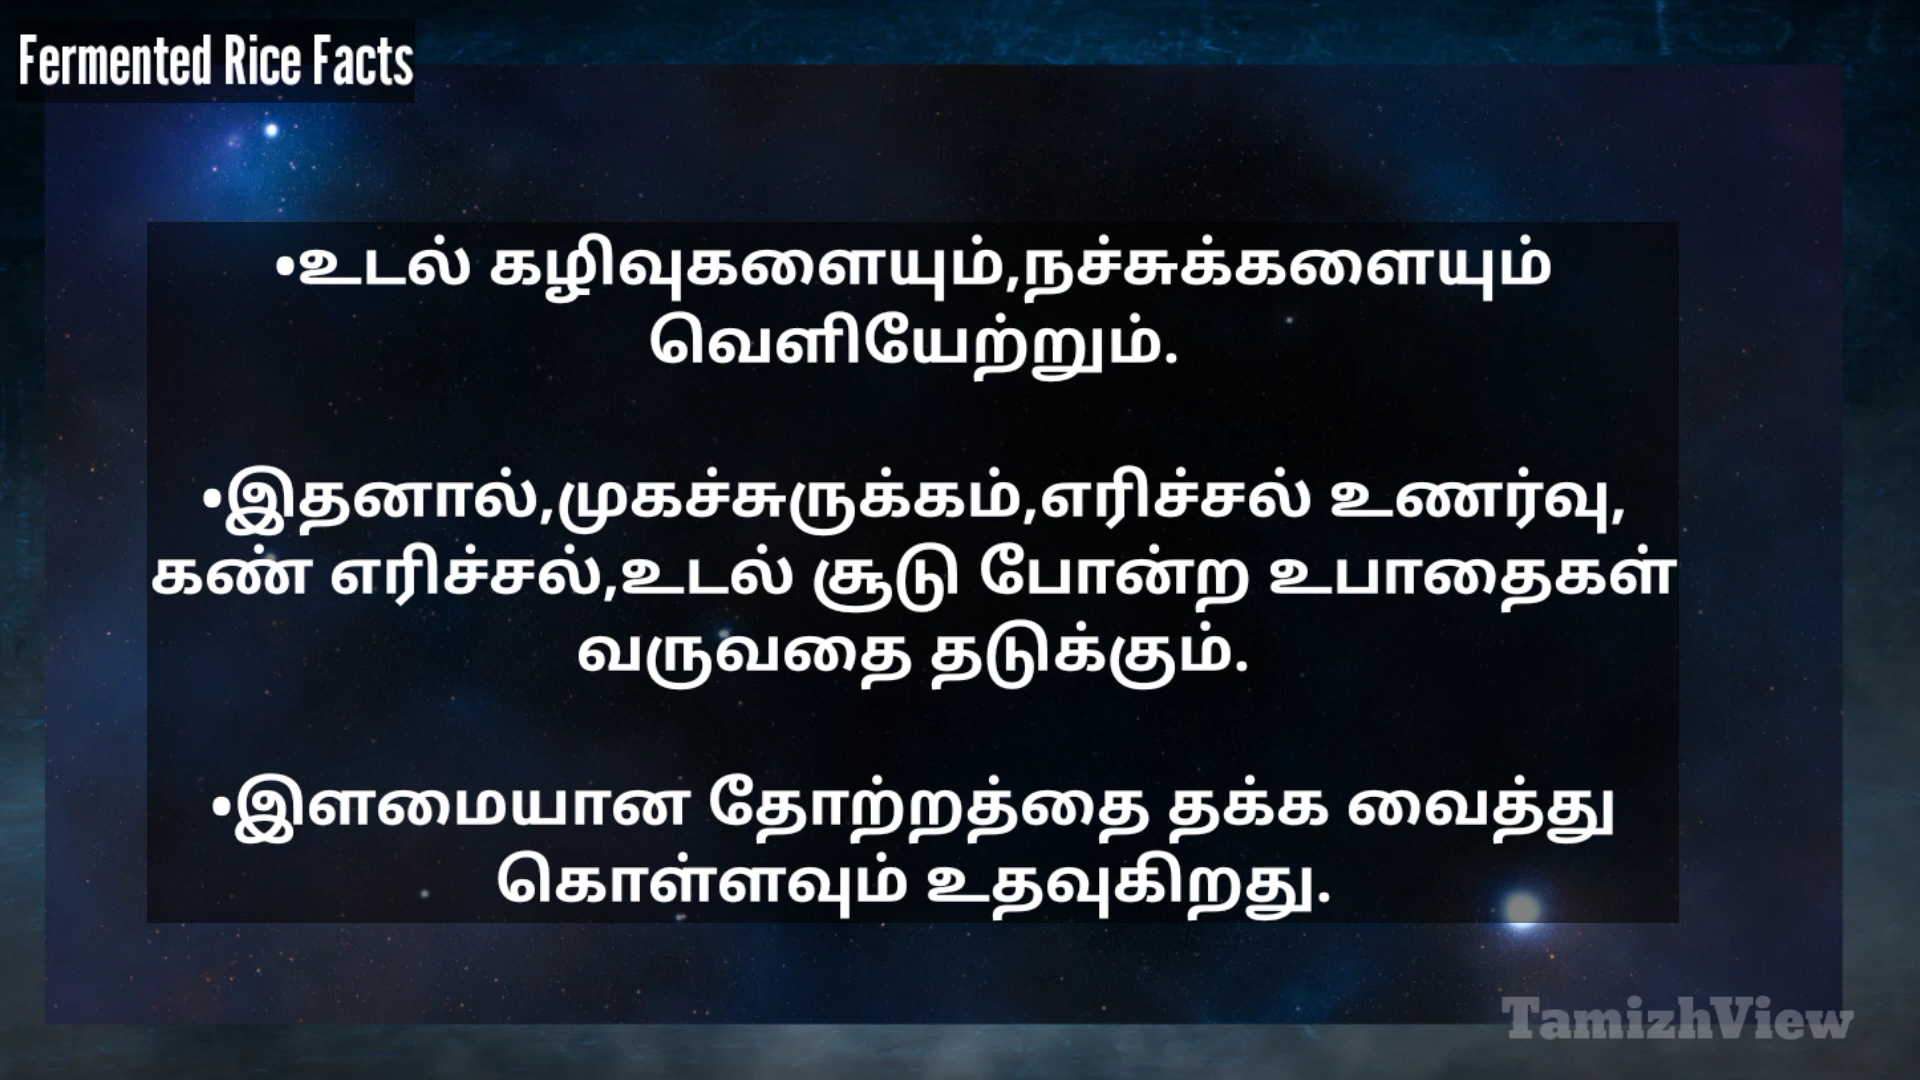 Fermented Rice Facts
•உடல் கழிவுகளையும்,நச்சுக்களையும்
வெளியேற்றும்.
•இதனால்,முகச்சுருக்கம்,எரிச்சல் உணர்வு,
கண் எரிச்சல்,உடல் சூடு போன்ற உபாதைகள்
வருவதை தடுக்கும்.
•இளமையான தோற்றத்தை தக்க வைத்து
கொள்ளவும் உதவுகிறது.
TamizhView